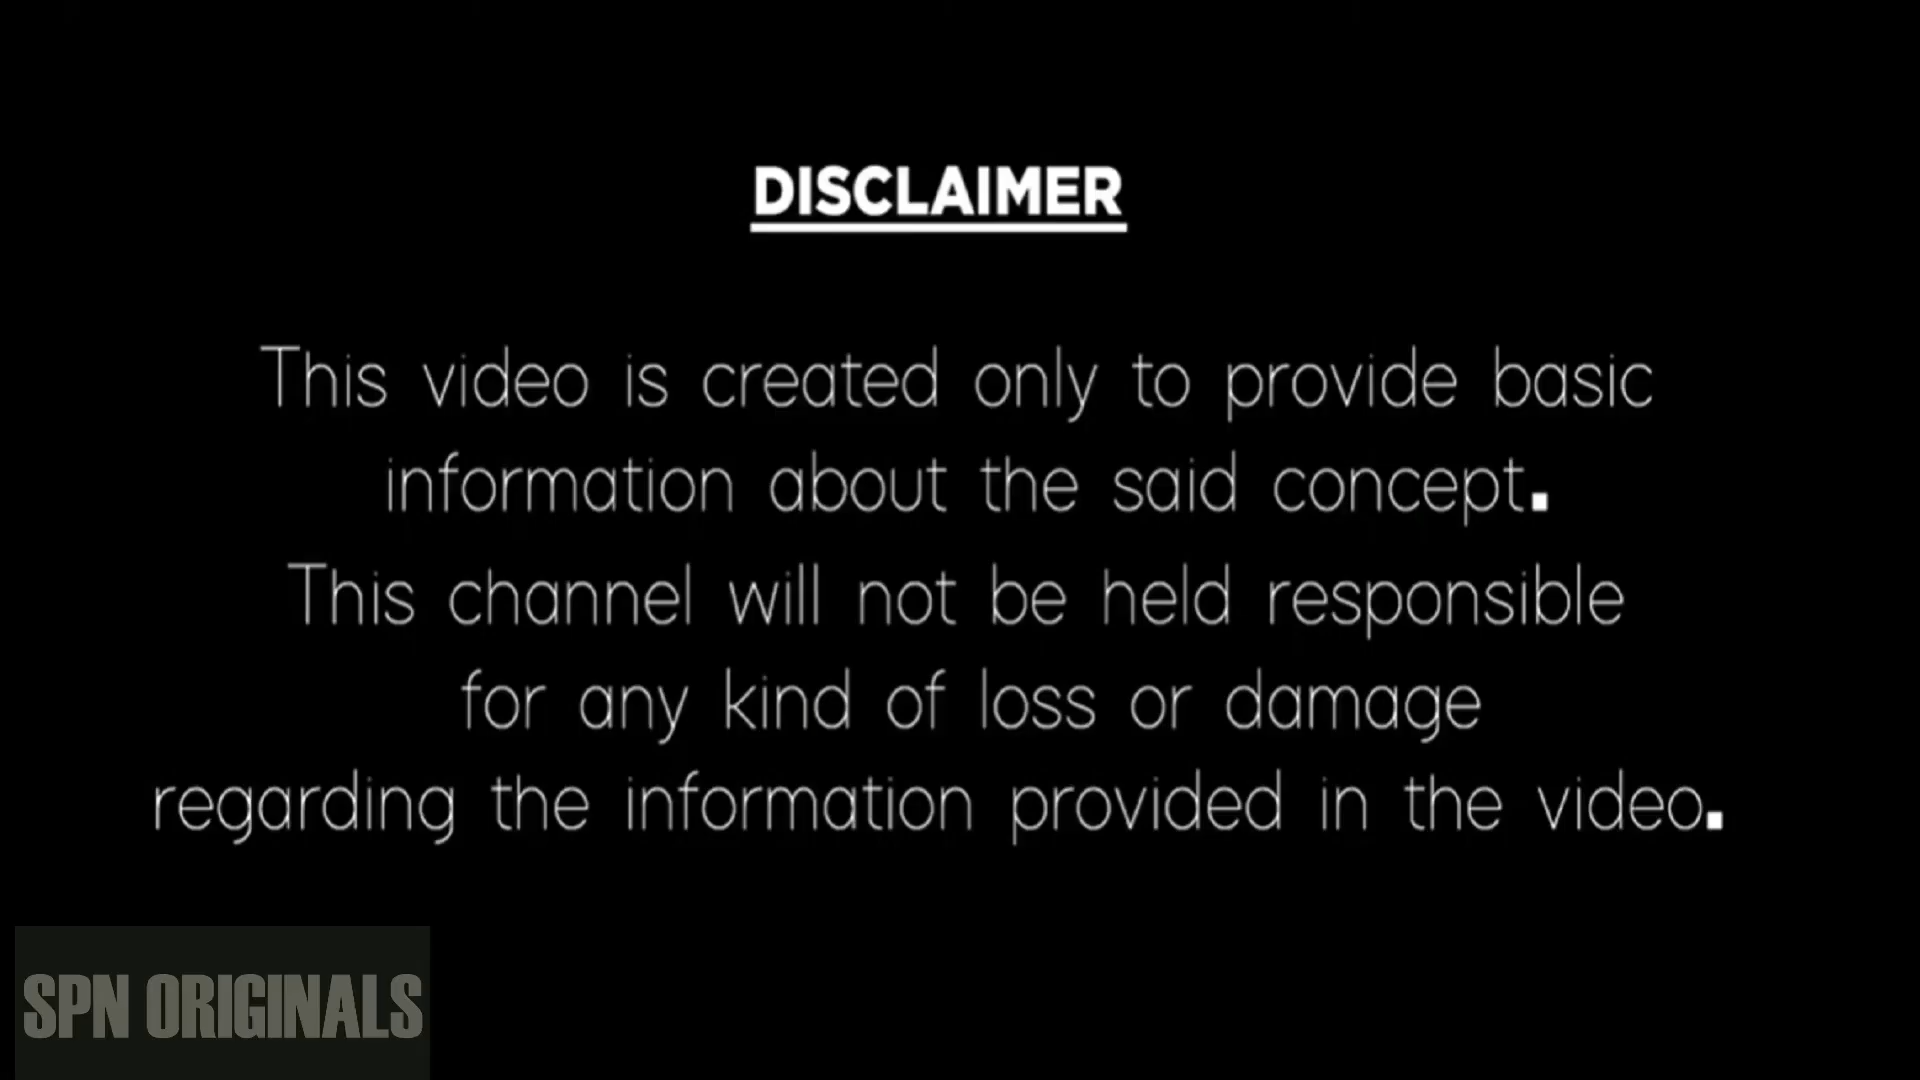 DISCLAIMER
This video is created only to provide basic
information about the said concept.
This channel will not be held responsible
for any kind of loss or damage
regarding the information provided in the video.
SPN ORIGINALS